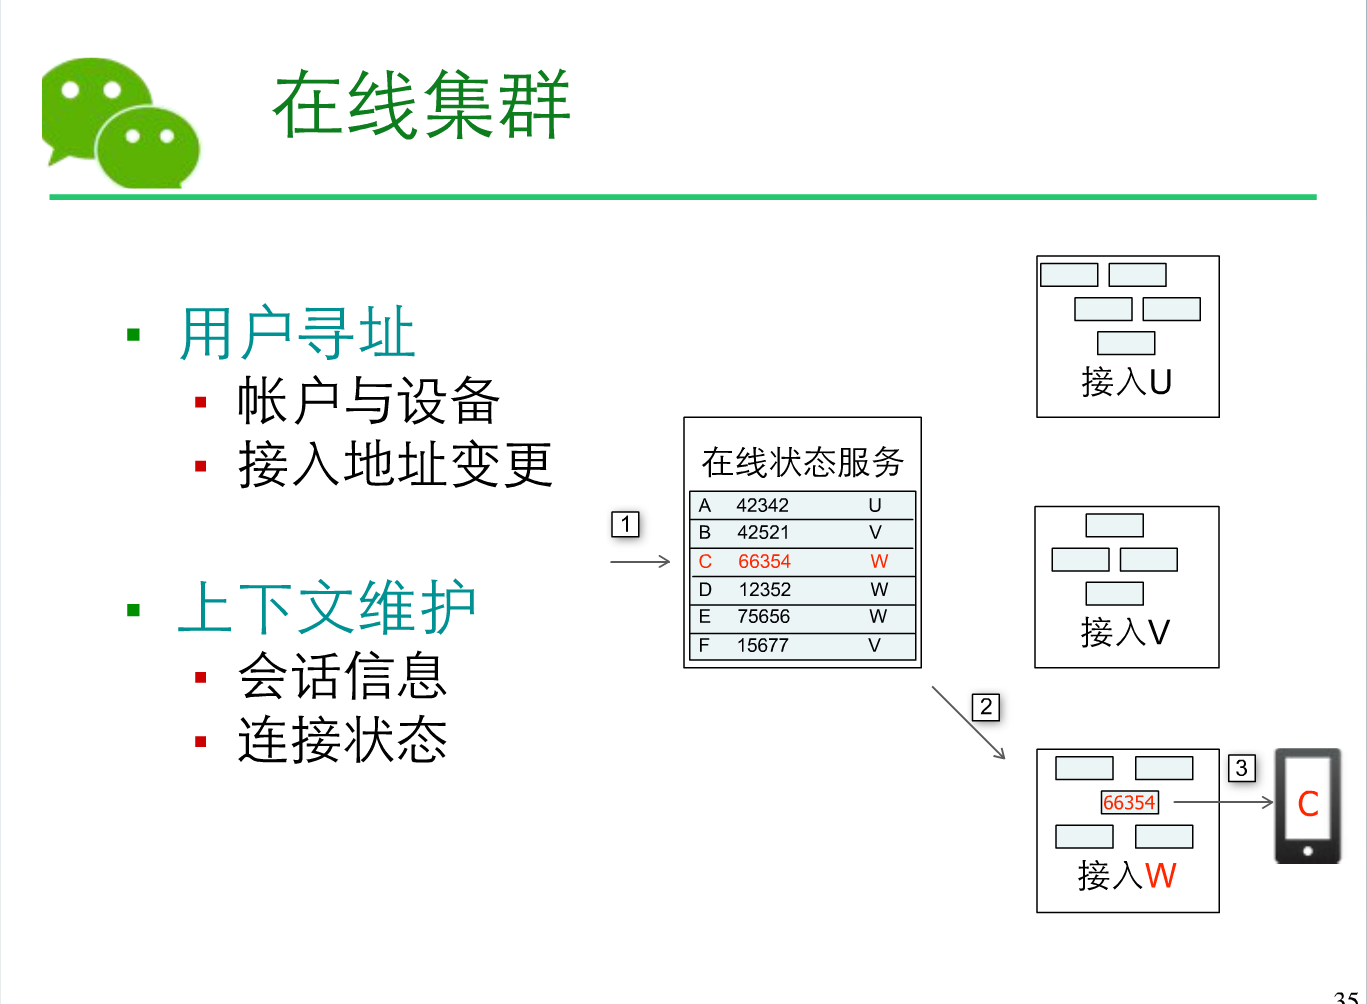 在线集群
用户寻址
帐户与设备
接入地址变更
上下文维护
会话信息
连接状态
1
在线状态服务
A 42342 U
B 42521 V
C 66354 W
D 12352 W
E 75656 W
F 15677 V
2
接入U
接入V
66354
接入W
3
C
35